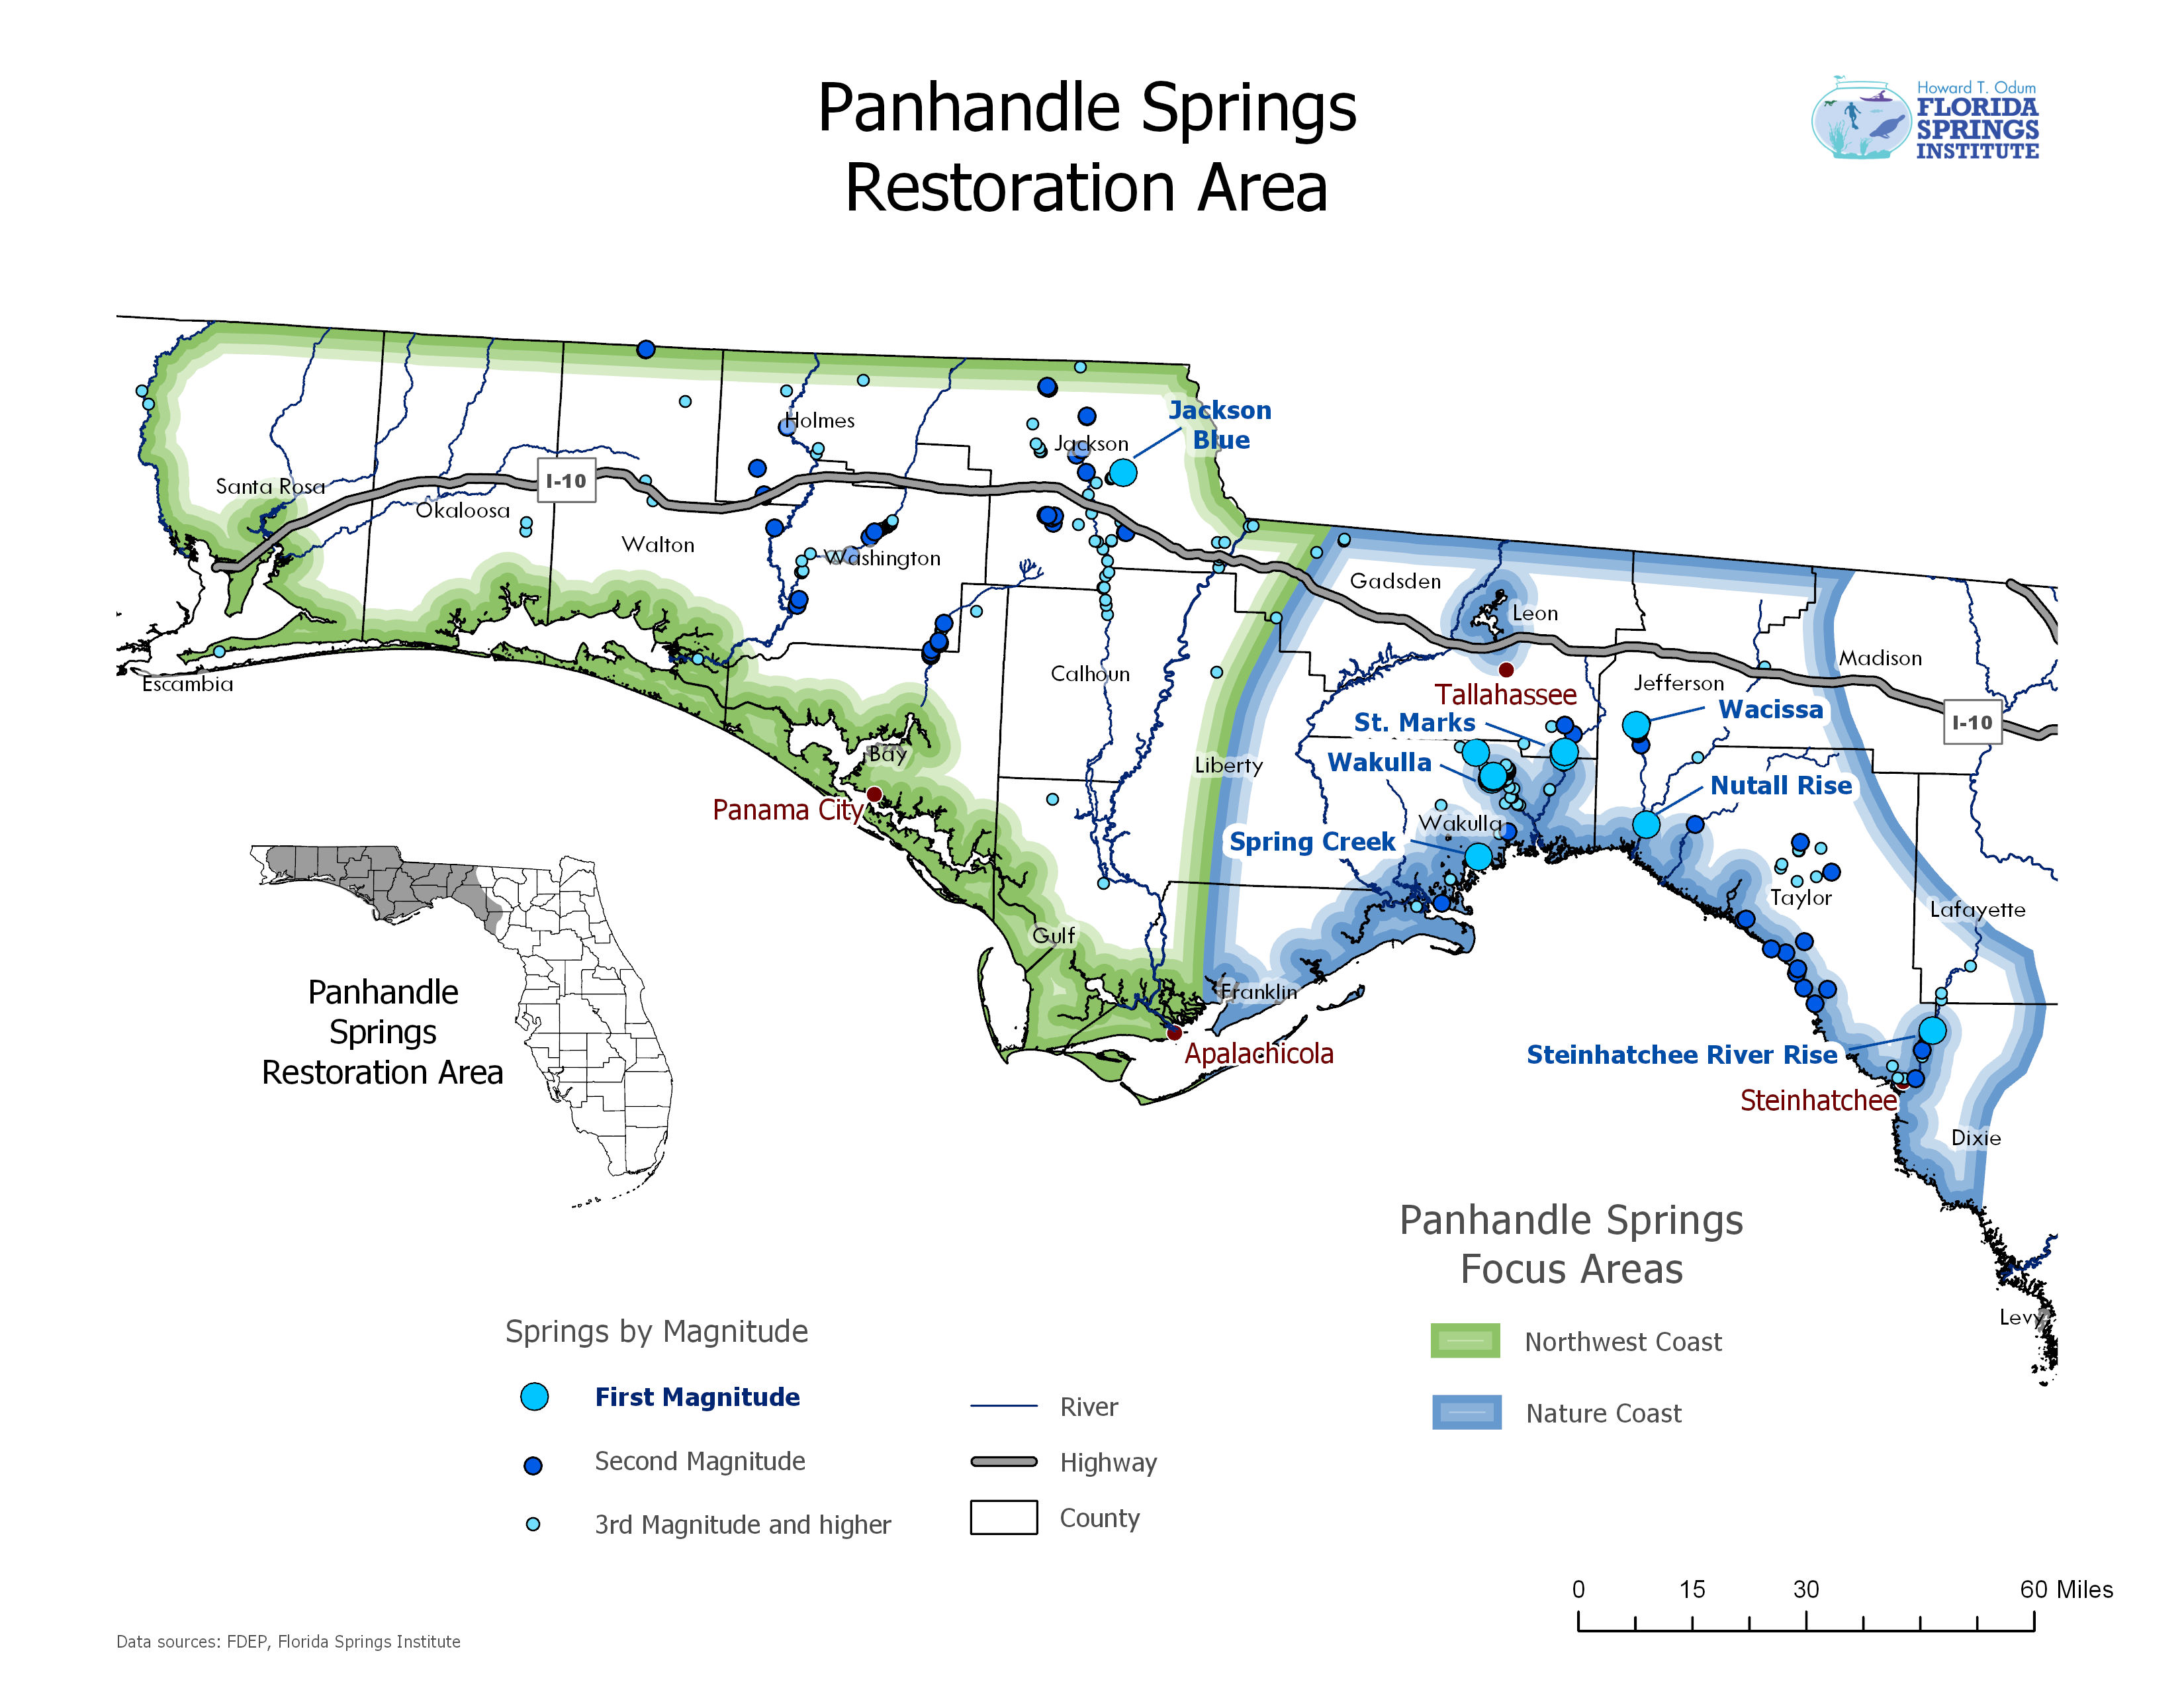 Panhandle Springs
Restoration Area
Howard T. Odum
FLORIDA
SPRINGS
INSTITUTE
Jackson
Blue
Holmes
Jackson
Santa Rosa
I-10
Okaloosa
Walton
Washington
Gadsden
Leon
Escambia
Calhoun
Tallahassee
Jefferson
Madison
St. Marks
Wacissa
I-10
Bay
Liberty
Wakulla
Nutall Rise
Panama City
Wakulla
Spring Creek
Taylor
Lafayette
Gulf
Franklin
Apalachicola
Steinhatchee River Rise
Steinhatchee
Dixie
Levy
Panhandle
Springs
Restoration Area
Panhandle Springs
Focus Areas
Northwest Coast
Nature Coast
Springs by Magnitude
First Magnitude
Second Magnitude
3rd Magnitude and higher
River
Highway
County
0 15 30 60 Miles
Data sources: FDEP, Florida Springs Institute